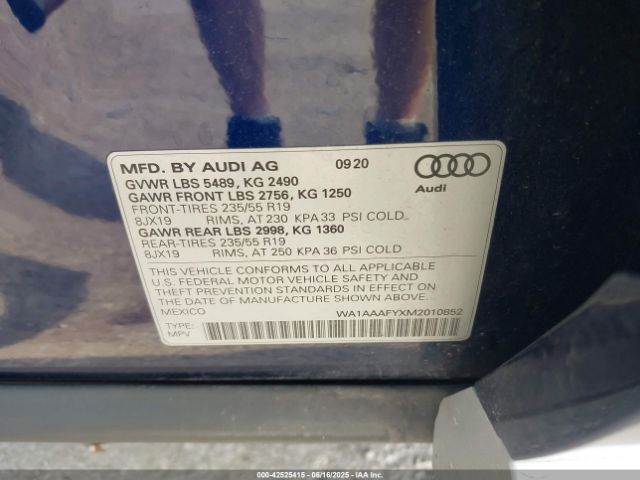 MFD. BY AUDI AG 0920
GVWR LBS 5489, KG 2490
GAWR FRONT LBS 2756, KG 1250
FRONT-TIRES 235/55 R19
8JX19 RIMS, AT 230 KPA 33 PSI COLD
GAWR REAR LBS 2998, KG 1360
REAR-TIRES 235/55 R19
8JX19 RIMS, AT 250 KPA 36 PSI COLD
Audi
THIS VEHICLE CONFORMS TO ALL APPLICABLE
U.S. FEDERAL MOTOR VEHICLE SAFETY AND
THEFT PREVENTION STANDARDS IN EFFECT ON
THE DATE OF MANUFACTURE SHOWN ABOVE.
MEXICO WA1AAAFYXM2010852
TYPE:
MPV
000-42525415 - 06/16/2025 - IAAI Inc.